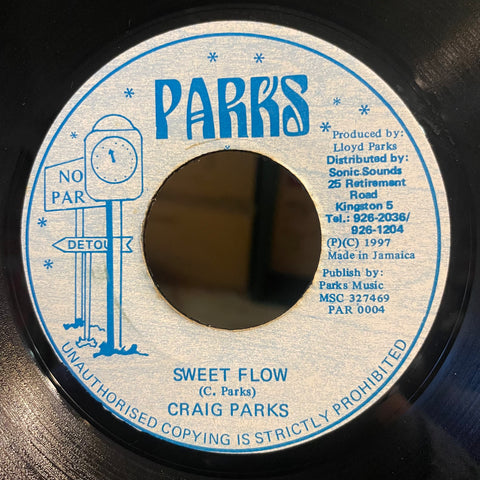 PARKS
NO
PAR
DETOU
Produced by:
Lloyd Parks
Distributed by:
Sonic Sounds
25 Retirement
Road
Kingston 5
Tel.: 926-2036/
926-1204
(P)(C) 1997
Made in Jamaica
Publish by:
Parks Music
MSC 327469
PAR 0004
SWEET FLOW
(C. Parks)
CRAIG PARKS
UNAUTHORISED COPYING IS STRICTLY PROHIBITED